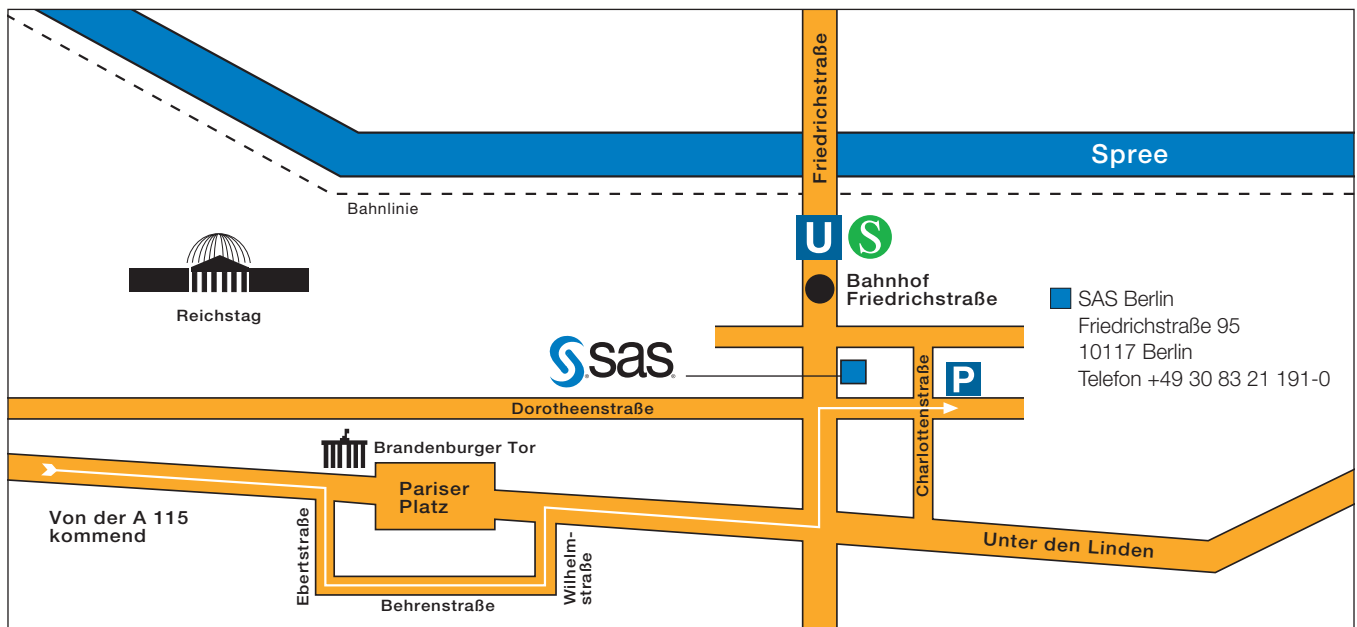 Friedrichstraße
Spree
Bahnlinie
U S
Reichstag
Bahnhof
Friedrichstraße
SAS Berlin
Friedrichstraße 95
10117 Berlin
Telefon +49 30 83 21 191-0
sas
P
Charlottenstraße
Dorotheenstraße
Brandenburger Tor
Pariser
Platz
Von der A 115
kommend
Ebertstraße
Behrenstraße
Wilhelm-
straße
Unter den Linden